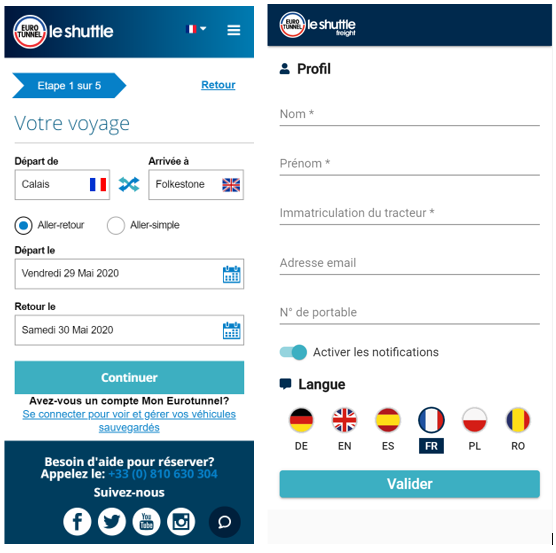 EURO TUNNEL le shuttle
Etape 1 sur 5
Retour
Votre voyage
Départ de
Arrivée à
Calais
Folkestone
Aller-retour
Aller-simple
Départ le
Vendredi 29 Mai 2020
Retour le
Samedi 30 Mai 2020
Continuer
Avez-vous un compte Mon Eurotunnel?
Se connecter pour voir et gérer vos véhicules
sauvegardés
Besoin d'aide pour réserver?
Appelez le: +33 (0) 810 630 304
Suivez-nous
You Tube
EURO TUNNEL le shuttle
freight
Profil
Nom *
Prénom *
Immatriculation du tracteur *
Adresse email
N° de portable
Activer les notifications
Langue
DE EN ES FR PL RO
Valider